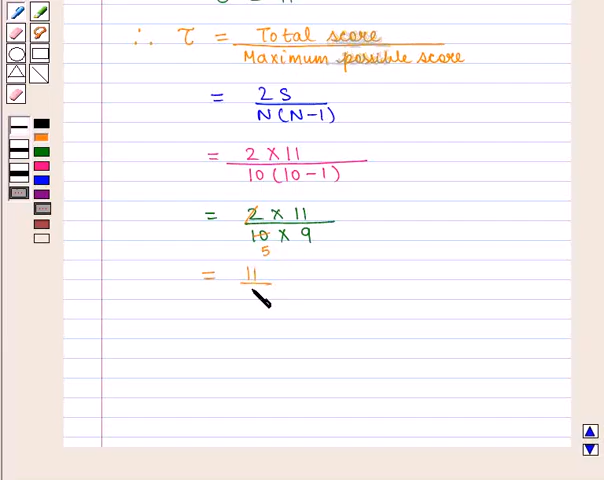 ∴ τ = Total score / Maximum possible score
= 2S / N(N-1)
= 2 × 11 / 10(10-1)
= 2 × 11 / 10 × 9
5
= 11